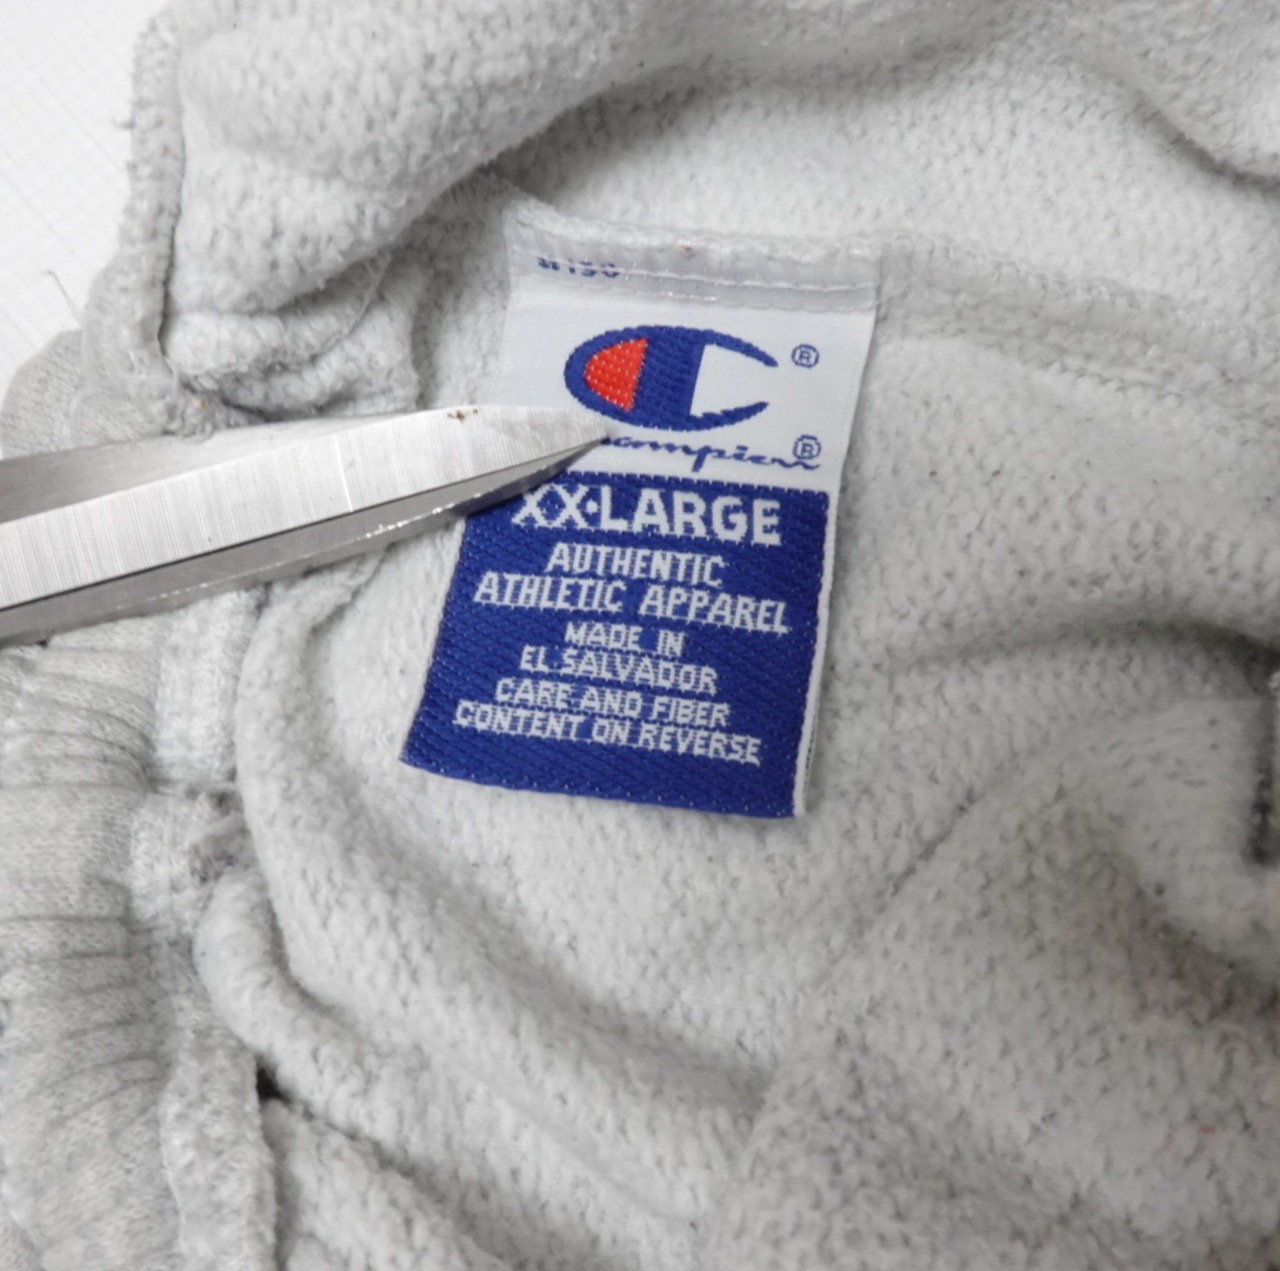 ®
®
XX·LARGE
AUTHENTIC
ATHLETIC APPAREL
MADE IN
EL SALVADOR
CARE AND FIBER
CONTENT ON REVERSE